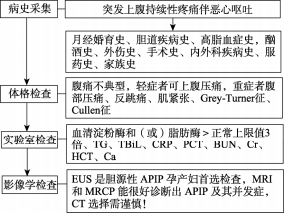 病史采集
突发上腹持续性疼痛伴恶心呕吐
月经婚育史、胆道疾病史、高脂血症史，酗
酒史、外伤史、手术史、内外科疾病史、服
药史、家族史
体格检查
腹痛不典型，轻症者可上腹压痛，重症者腹
部压痛、反跳痛、肌紧张、Grey-Turner征、
Cullen征
实验室检查
血清淀粉酶和（或）脂肪酶＞正常上限值3
倍、TG、TBiL、CRP、PCT、BUN、Cr、
HCT、Ca
影像学检查
EUS是胆源性APIP孕产妇首选检查，MRI
和MRCP能很好诊断出APIP及其并发症，
CT选择需谨慎！